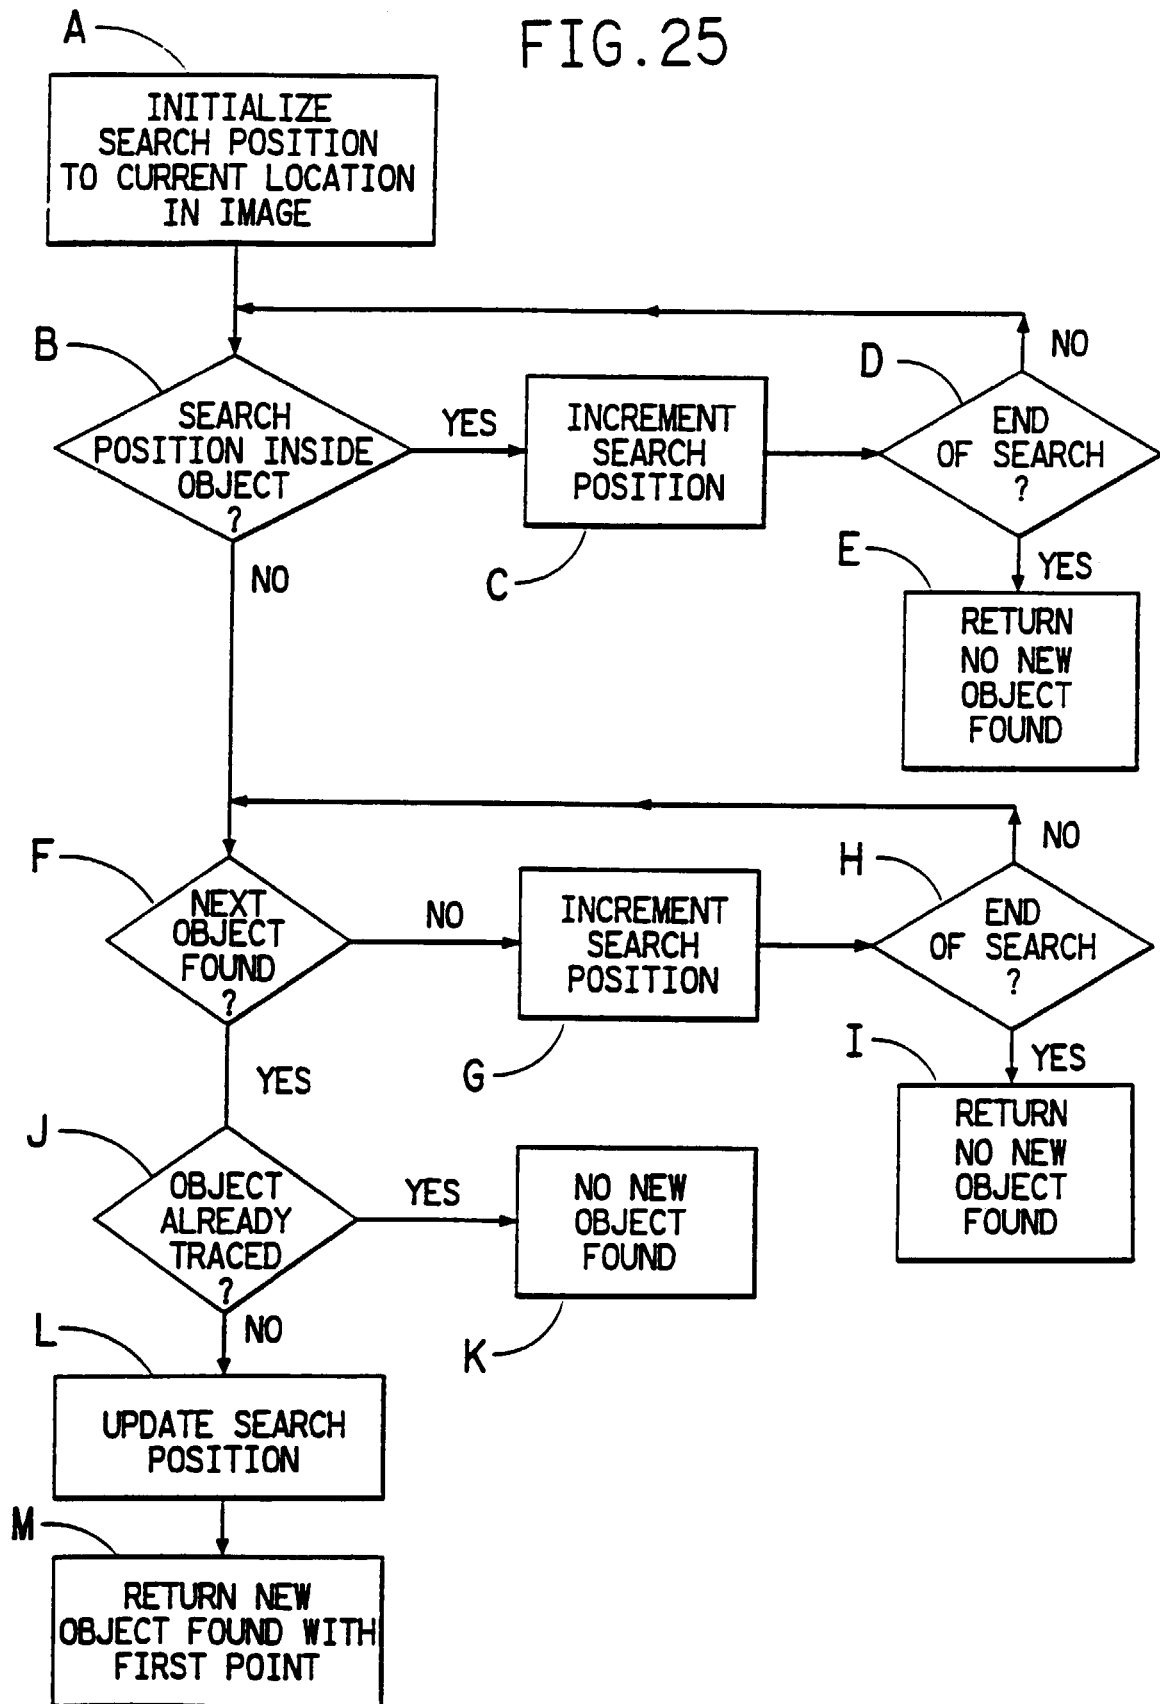 FIG.25
A
INITIALIZE
SEARCH POSITION
TO CURRENT LOCATION
IN IMAGE
B
SEARCH
POSITION INSIDE
OBJECT
?
YES
NO
INCREMENT
SEARCH
POSITION
C
D
END
OF SEARCH
?
NO
YES
E
RETURN
NO NEW
OBJECT
FOUND
F
NEXT
OBJECT
FOUND
?
NO
YES
INCREMENT
SEARCH
POSITION
G
H
END
OF SEARCH
?
NO
YES
I
RETURN
NO NEW
OBJECT
FOUND
J
OBJECT
ALREADY
TRACED
?
YES
NO
NO NEW
OBJECT
FOUND
K
L
UPDATE SEARCH
POSITION
M
RETURN NEW
OBJECT FOUND WITH
FIRST POINT